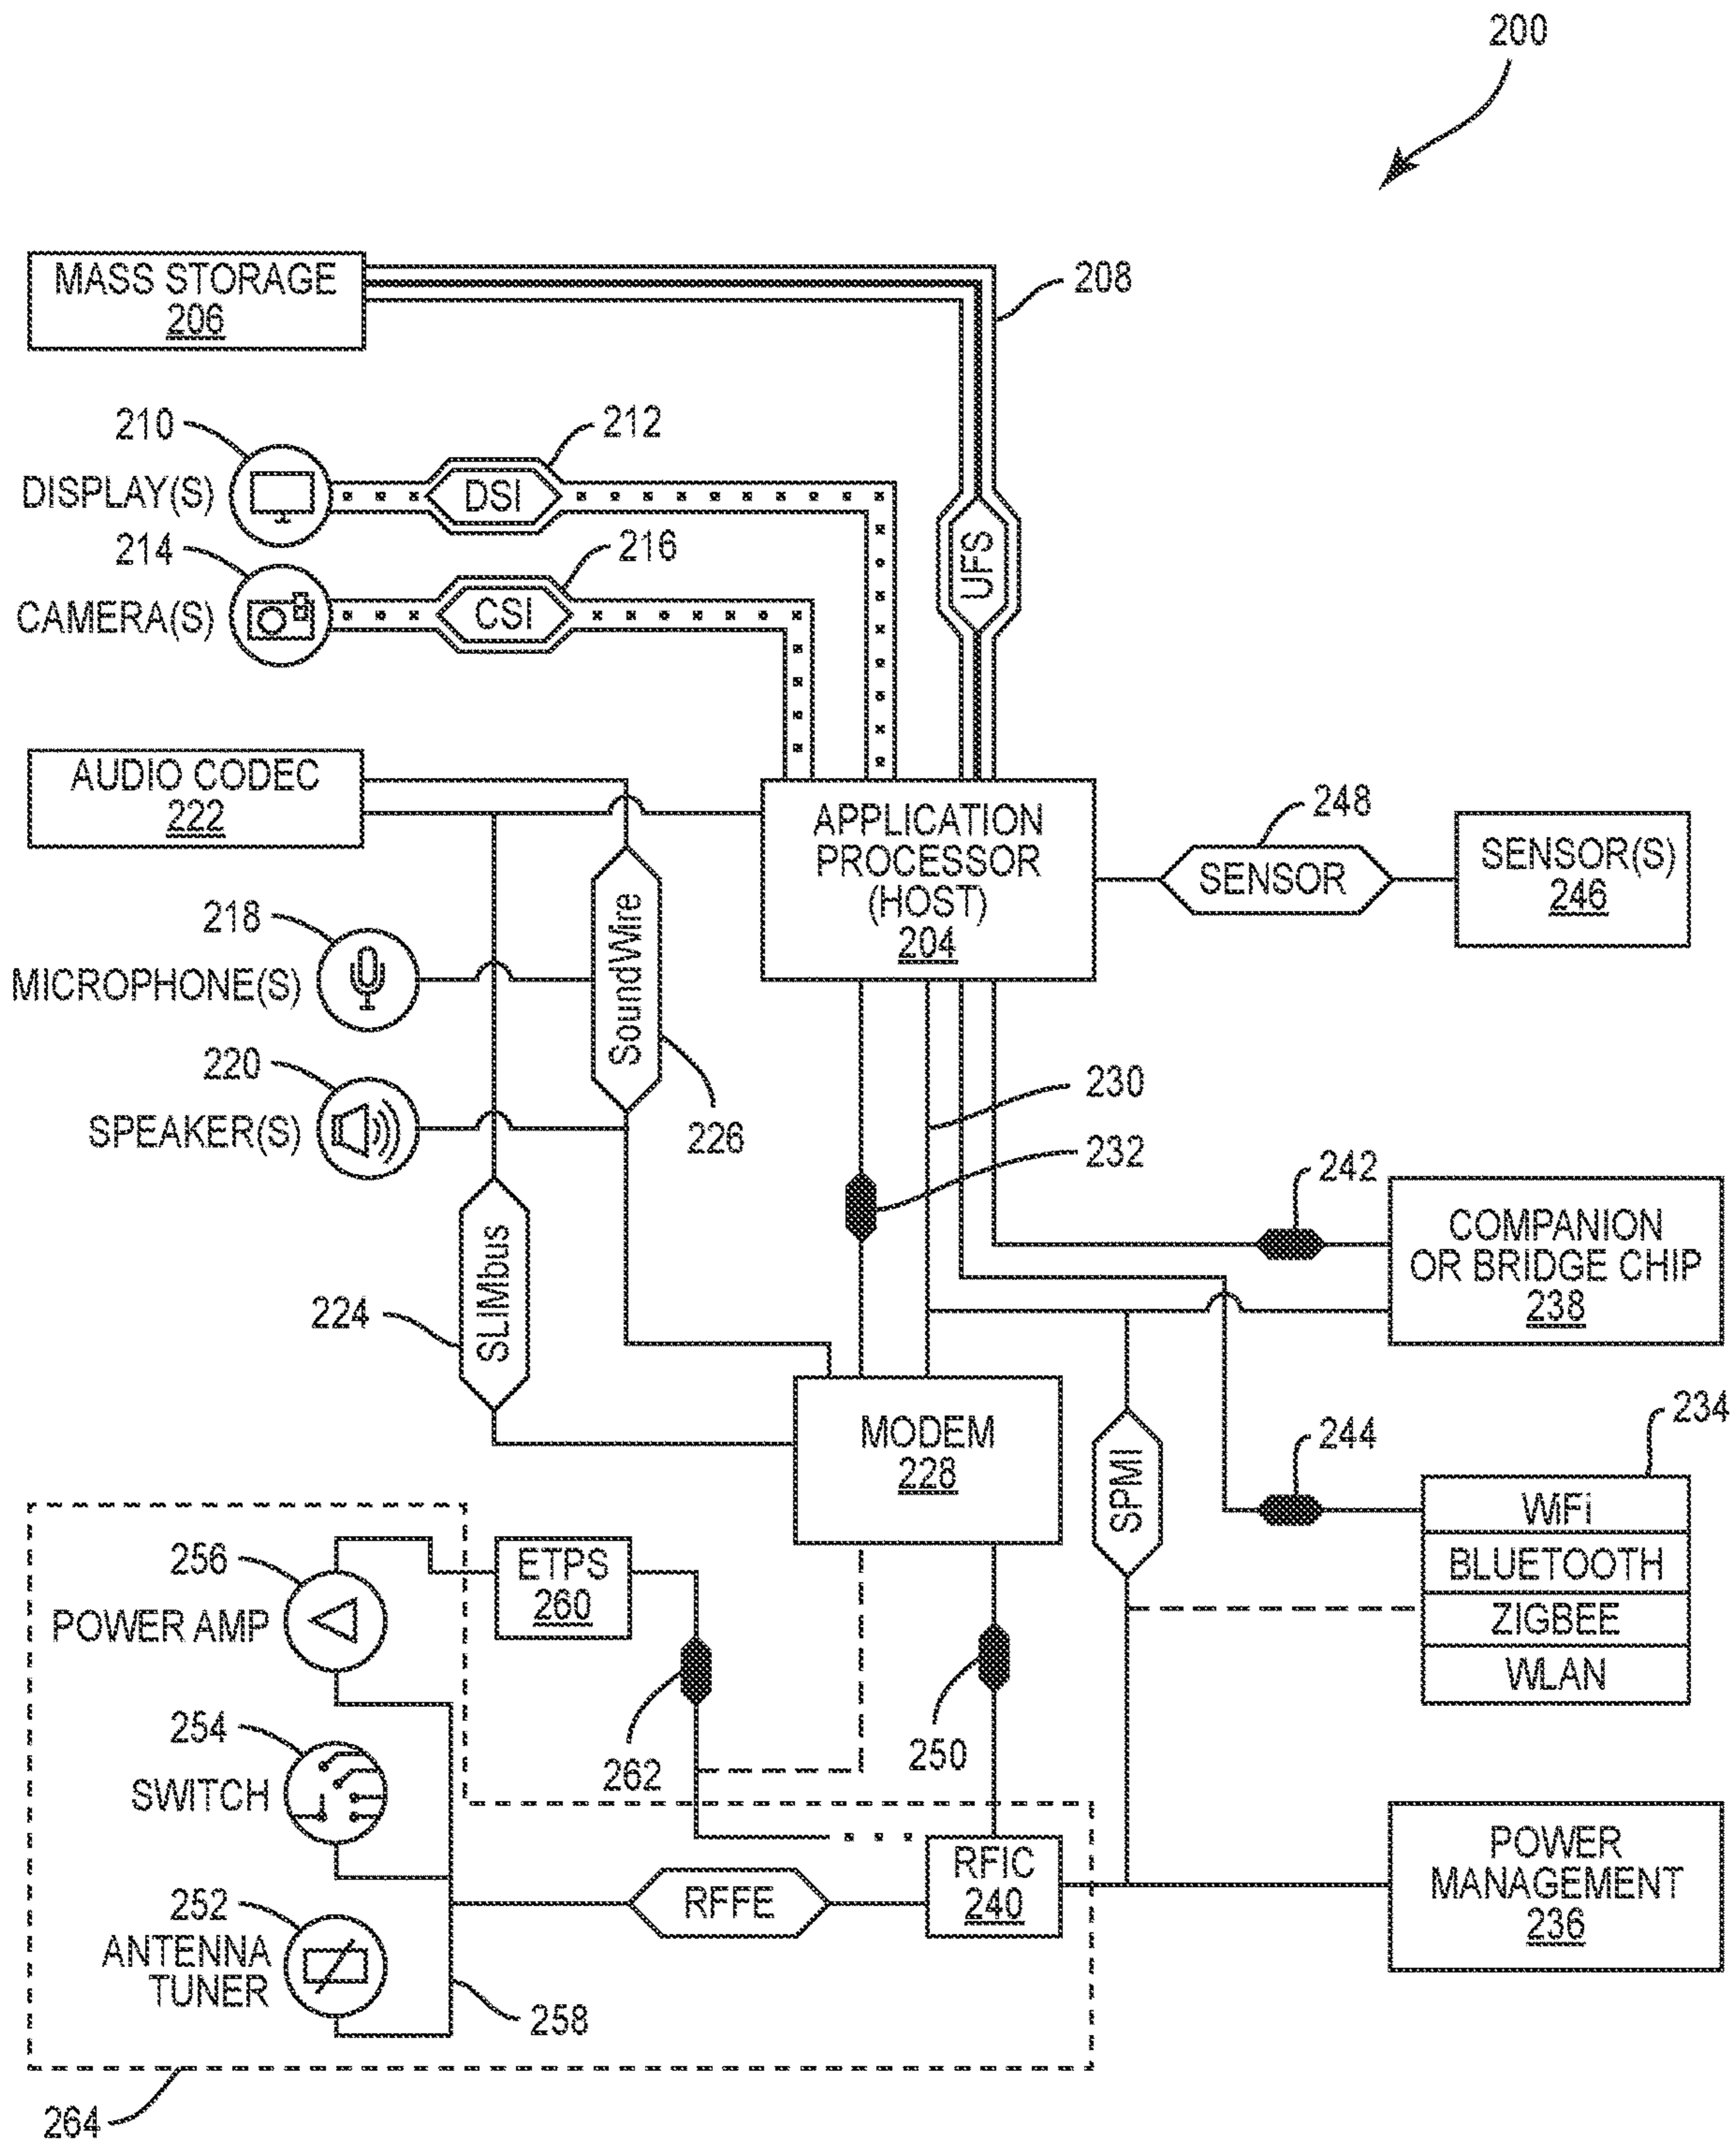 200
MASS STORAGE
206
208
210
212
DISPLAY(S)
DSI
214
216
CAMERA(S)
CSI
UFS
AUDIO CODEC
222
APPLICATION
PROCESSOR
(HOST)
204
248
SENSOR
SENSOR(S)
246
218
MICROPHONE(S)
SoundWire
220
SPEAKER(S)
226
230
232
242
COMPANION
OR BRIDGE CHIP
238
224
SLIMbus
MODEM
228
SPMI
244
234
WiFi
BLUETOOTH
ZIGBEE
WLAN
256
POWER AMP
ETPS
260
262
250
254
SWITCH
RFFE
RFIC
240
POWER
MANAGEMENT
236
252
ANTENNA
TUNER
258
264